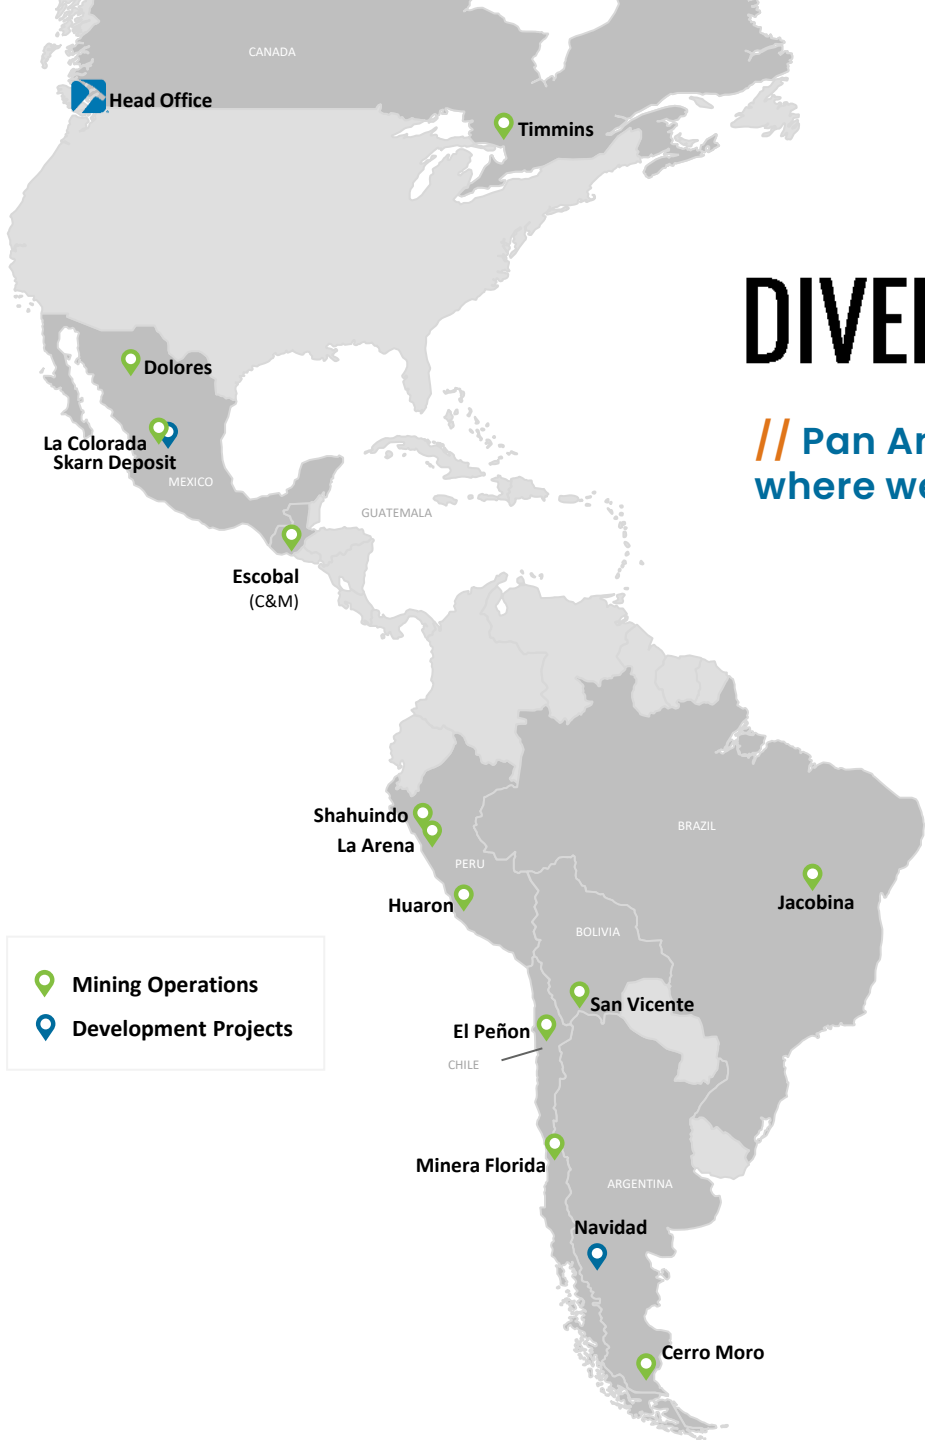 CANADA
Head Office
Timmins
DIVE
// Pan A
where w
Dolores
La Colorada
Skarn Deposit
MEXICO
GUATEMALA
Escobal
(C&M)
Shahuindo
La Arena
PERU
BRAZIL
Huaron
Jacobina
BOLIVIA
Mining Operations
Development Projects
San Vicente
El Peñon
CHILE
Minera Florida
ARGENTINA
Navidad
Cerro Moro